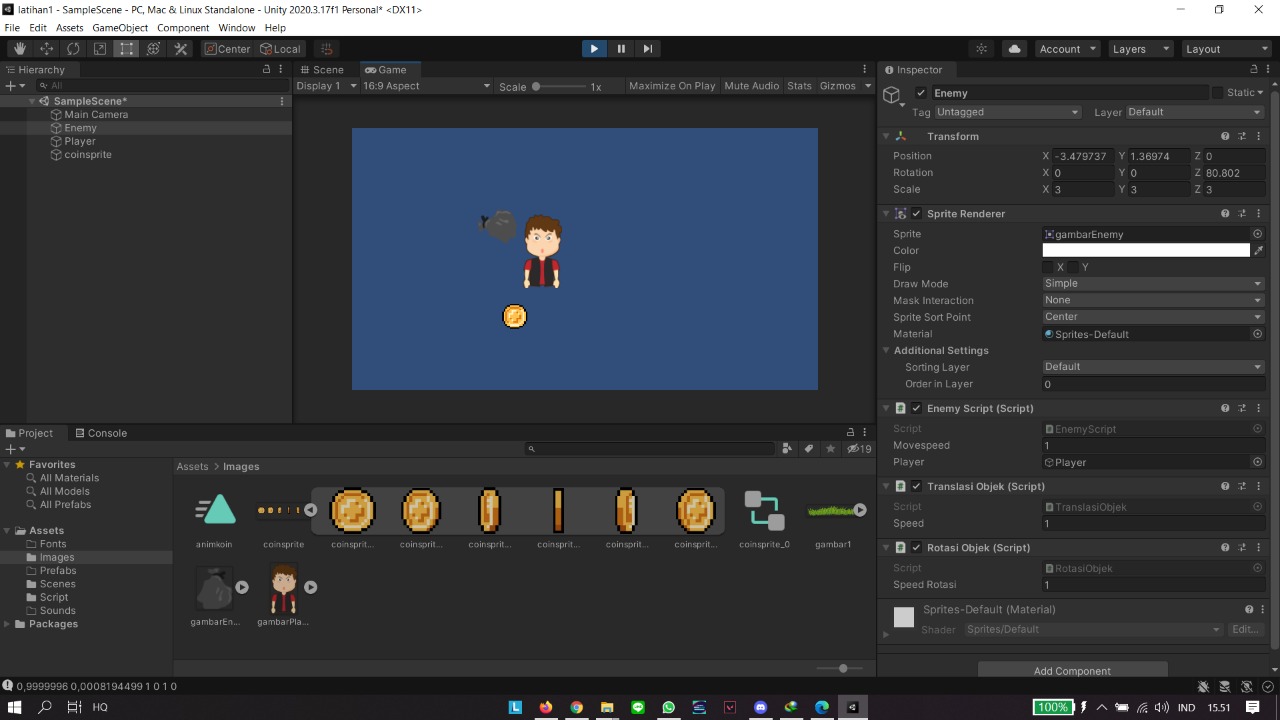 latihan1 - SampleScene - PC, Mac & Linux Standalone - Unity 2020.3.17f1 Personal* <DX11>
File Edit Assets GameObject Component Window Help
Center Local Account Layers Layout
Hierarchy
All
SampleScene*
Main Camera
Enemy
Player
coinsprite
Scene Game
Display 1 16:9 Aspect Scale 1x Maximize On Play Mute Audio Stats Gizmos
Inspector
Enemy Static
Tag Untagged Layer Default
Transform
Position X -3.479737 Y 1.36974 Z 0
Rotation X 0 Y 0 Z 80.802
Scale X 3 Y 3 Z 3
Sprite Renderer
Sprite gambarEnemy
Color
Flip X Y
Draw Mode Simple
Mask Interaction None
Sprite Sort Point Center
Material Sprites-Default
Additional Settings
Sorting Layer Default
Order in Layer 0
Enemy Script (Script)
Script EnemyScript
Movespeed 1
Player Player
Translasi Objek (Script)
Script TranslasiObjek
Speed 1
Rotasi Objek (Script)
Script RotasiObjek
Speed Rotasi 1
Sprites-Default (Material)
Shader Sprites/Default Edit...
Add Component
Project Console
19
Favorites
All Materials
All Models
All Prefabs
Assets
Fonts
Images
Prefabs
Scenes
Script
Sounds
Packages
Assets > Images
animkoin coinsprite coinsprit... coinsprit... coinsprit... coinsprit... coinsprit... coinsprit... coinsprite_0 gambar1
gambarEn... gambarPla...
0,9999996 0,0008194499 1 0 1 0
HQ 100% IND 15.51